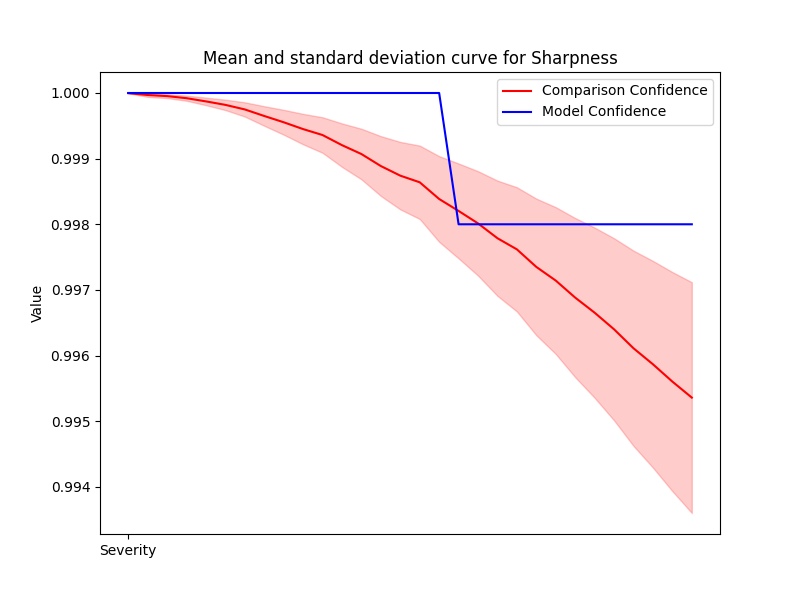 Mean and standard deviation curve for Sharpness
Comparison Confidence
Model Confidence
1.000
0.999
0.998
0.997
0.996
0.995
0.994
Value
Severity